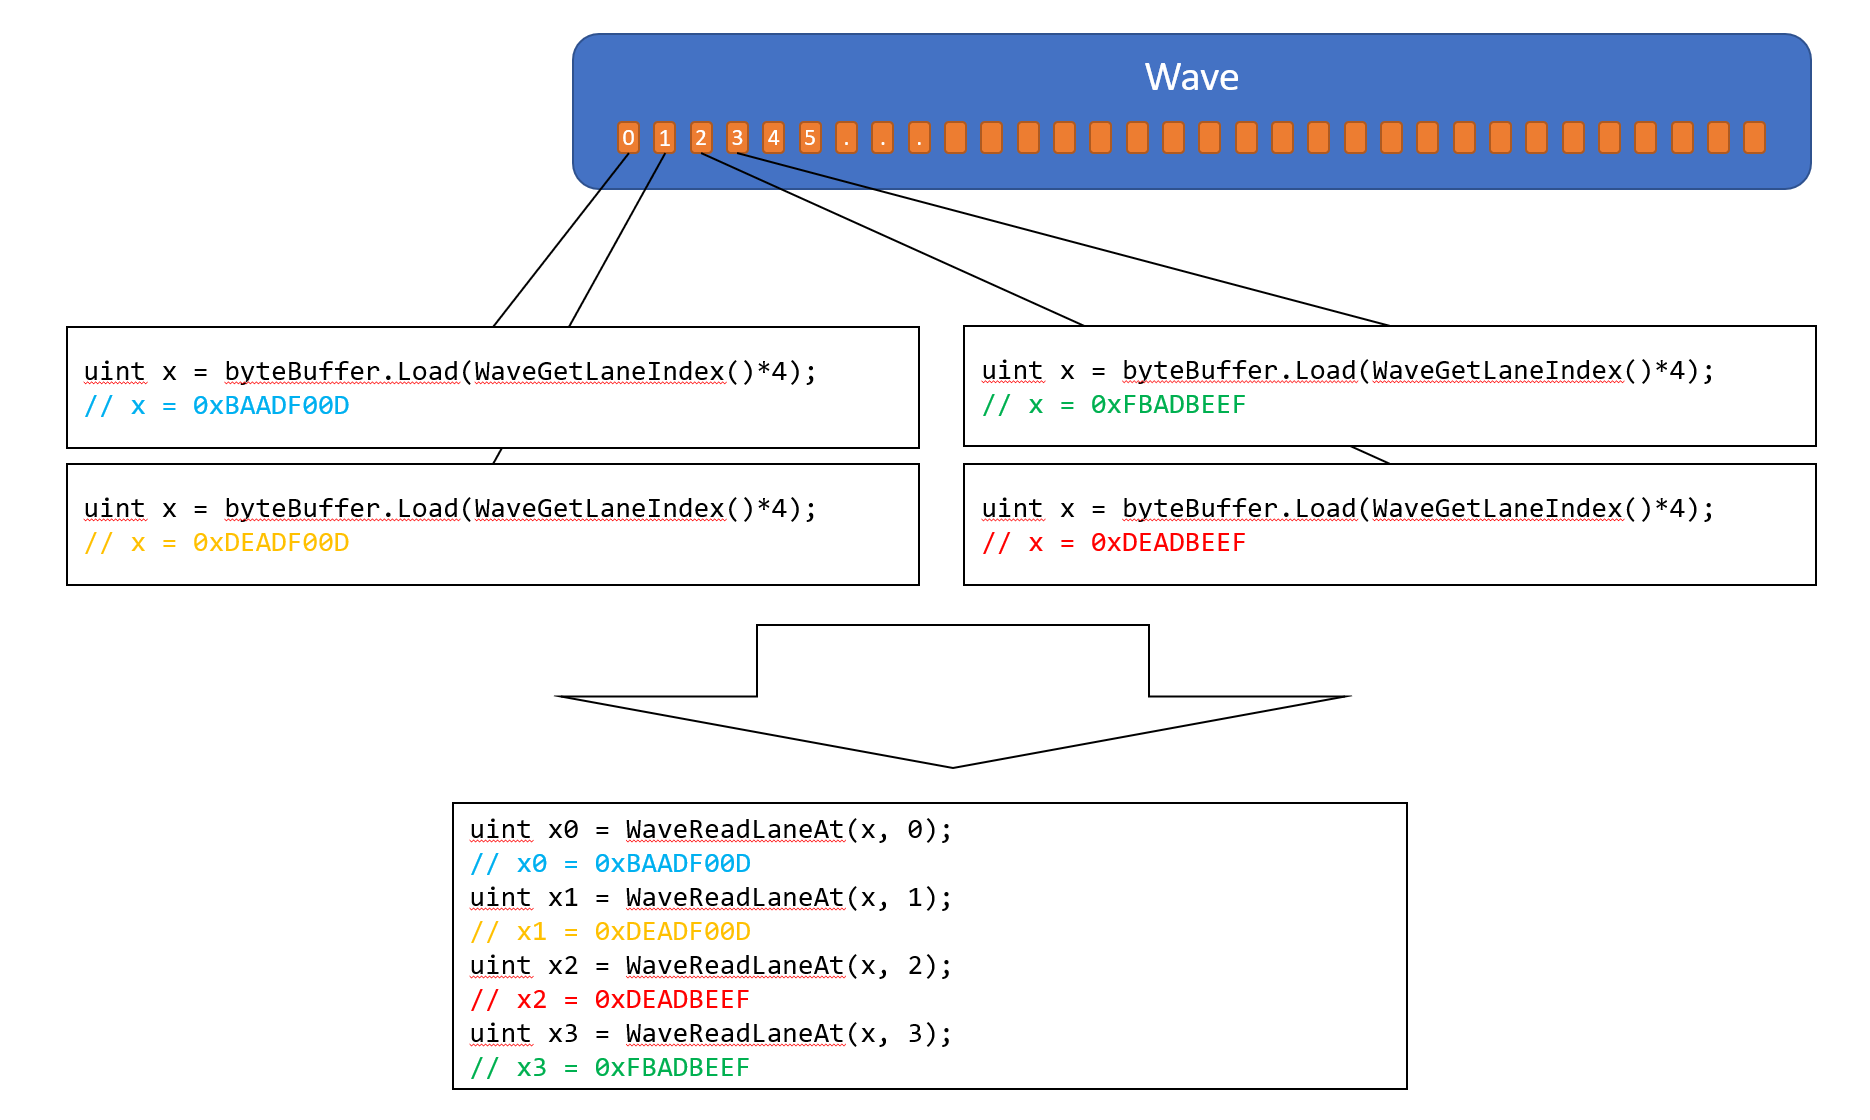 Wave
0 1 2 3 4 5 . . .
uint x = byteBuffer.Load(WaveGetLaneIndex()*4);
// x = 0xBAADF00D
uint x = byteBuffer.Load(WaveGetLaneIndex()*4);
// x = 0xFBADBEEF
uint x = byteBuffer.Load(WaveGetLaneIndex()*4);
// x = 0xDEADF00D
uint x = byteBuffer.Load(WaveGetLaneIndex()*4);
// x = 0xDEADBEEF
uint x0 = WaveReadLaneAt(x, 0);
// x0 = 0xBAADF00D
uint x1 = WaveReadLaneAt(x, 1);
// x1 = 0xDEADF00D
uint x2 = WaveReadLaneAt(x, 2);
// x2 = 0xDEADBEEF
uint x3 = WaveReadLaneAt(x, 3);
// x3 = 0xFBADBEEF